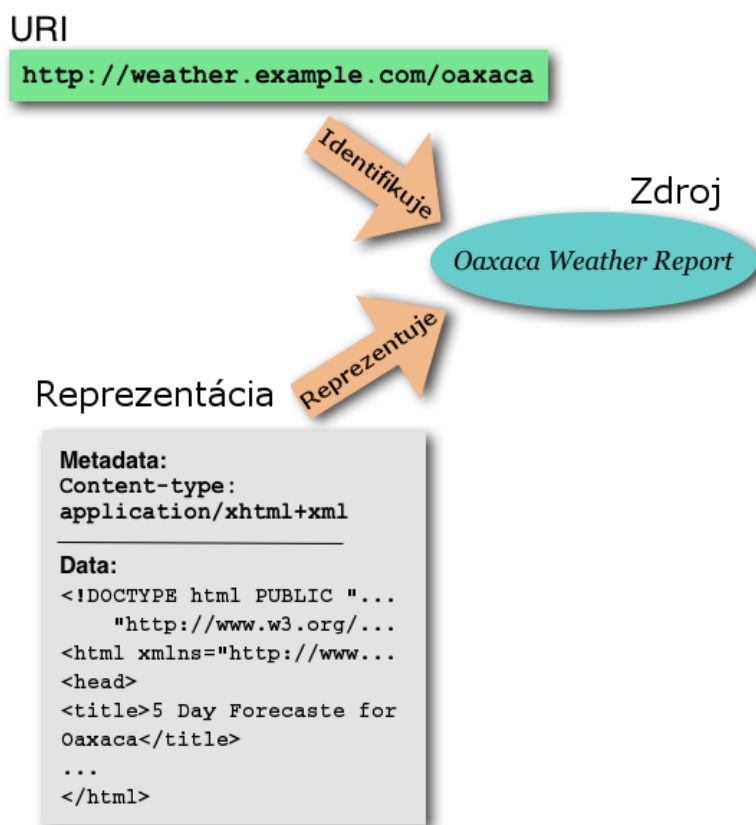 URI
http://weather.example.com/oaxaca
Identifikuje
Zdroj
Oaxaca Weather Report
Reprezentuje
Reprezentácia
Metadata:
Content-type:
application/xhtml+xml
Data:
<!DOCTYPE html PUBLIC "...
"http://www.w3.org/...
<html xmlns="http://www...
<head>
<title>5 Day Forecaste for
Oaxaca</title>
...
</html>